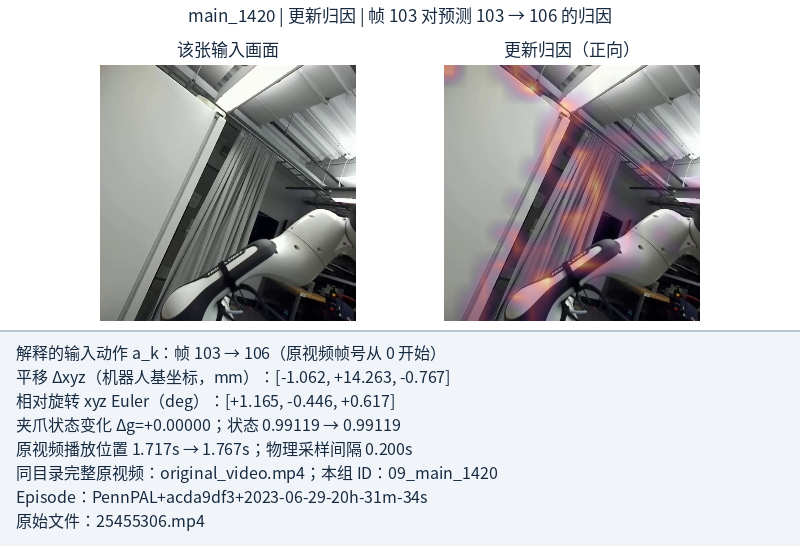 main_1420 | 更新归因 | 帧 103 对预测 103 → 106 的归因
该张输入画面
更新归因（正向）
解释的输入动作 a_k：帧 103 → 106（原视频帧号从 0 开始）
平移 Δxyz（机器人基坐标，mm）：[-1.062, +14.263, -0.767]
相对旋转 xyz Euler（deg）：[+1.165, -0.446, +0.617]
夹爪状态变化 Δg=+0.00000；状态 0.99119 → 0.99119
原视频播放位置 1.717s → 1.767s；物理采样间隔 0.200s
同目录完整原视频：original_video.mp4；本组 ID：09_main_1420
Episode：PennPAL+acda9df3+2023-06-29-20h-31m-34s
原始文件：25455306.mp4